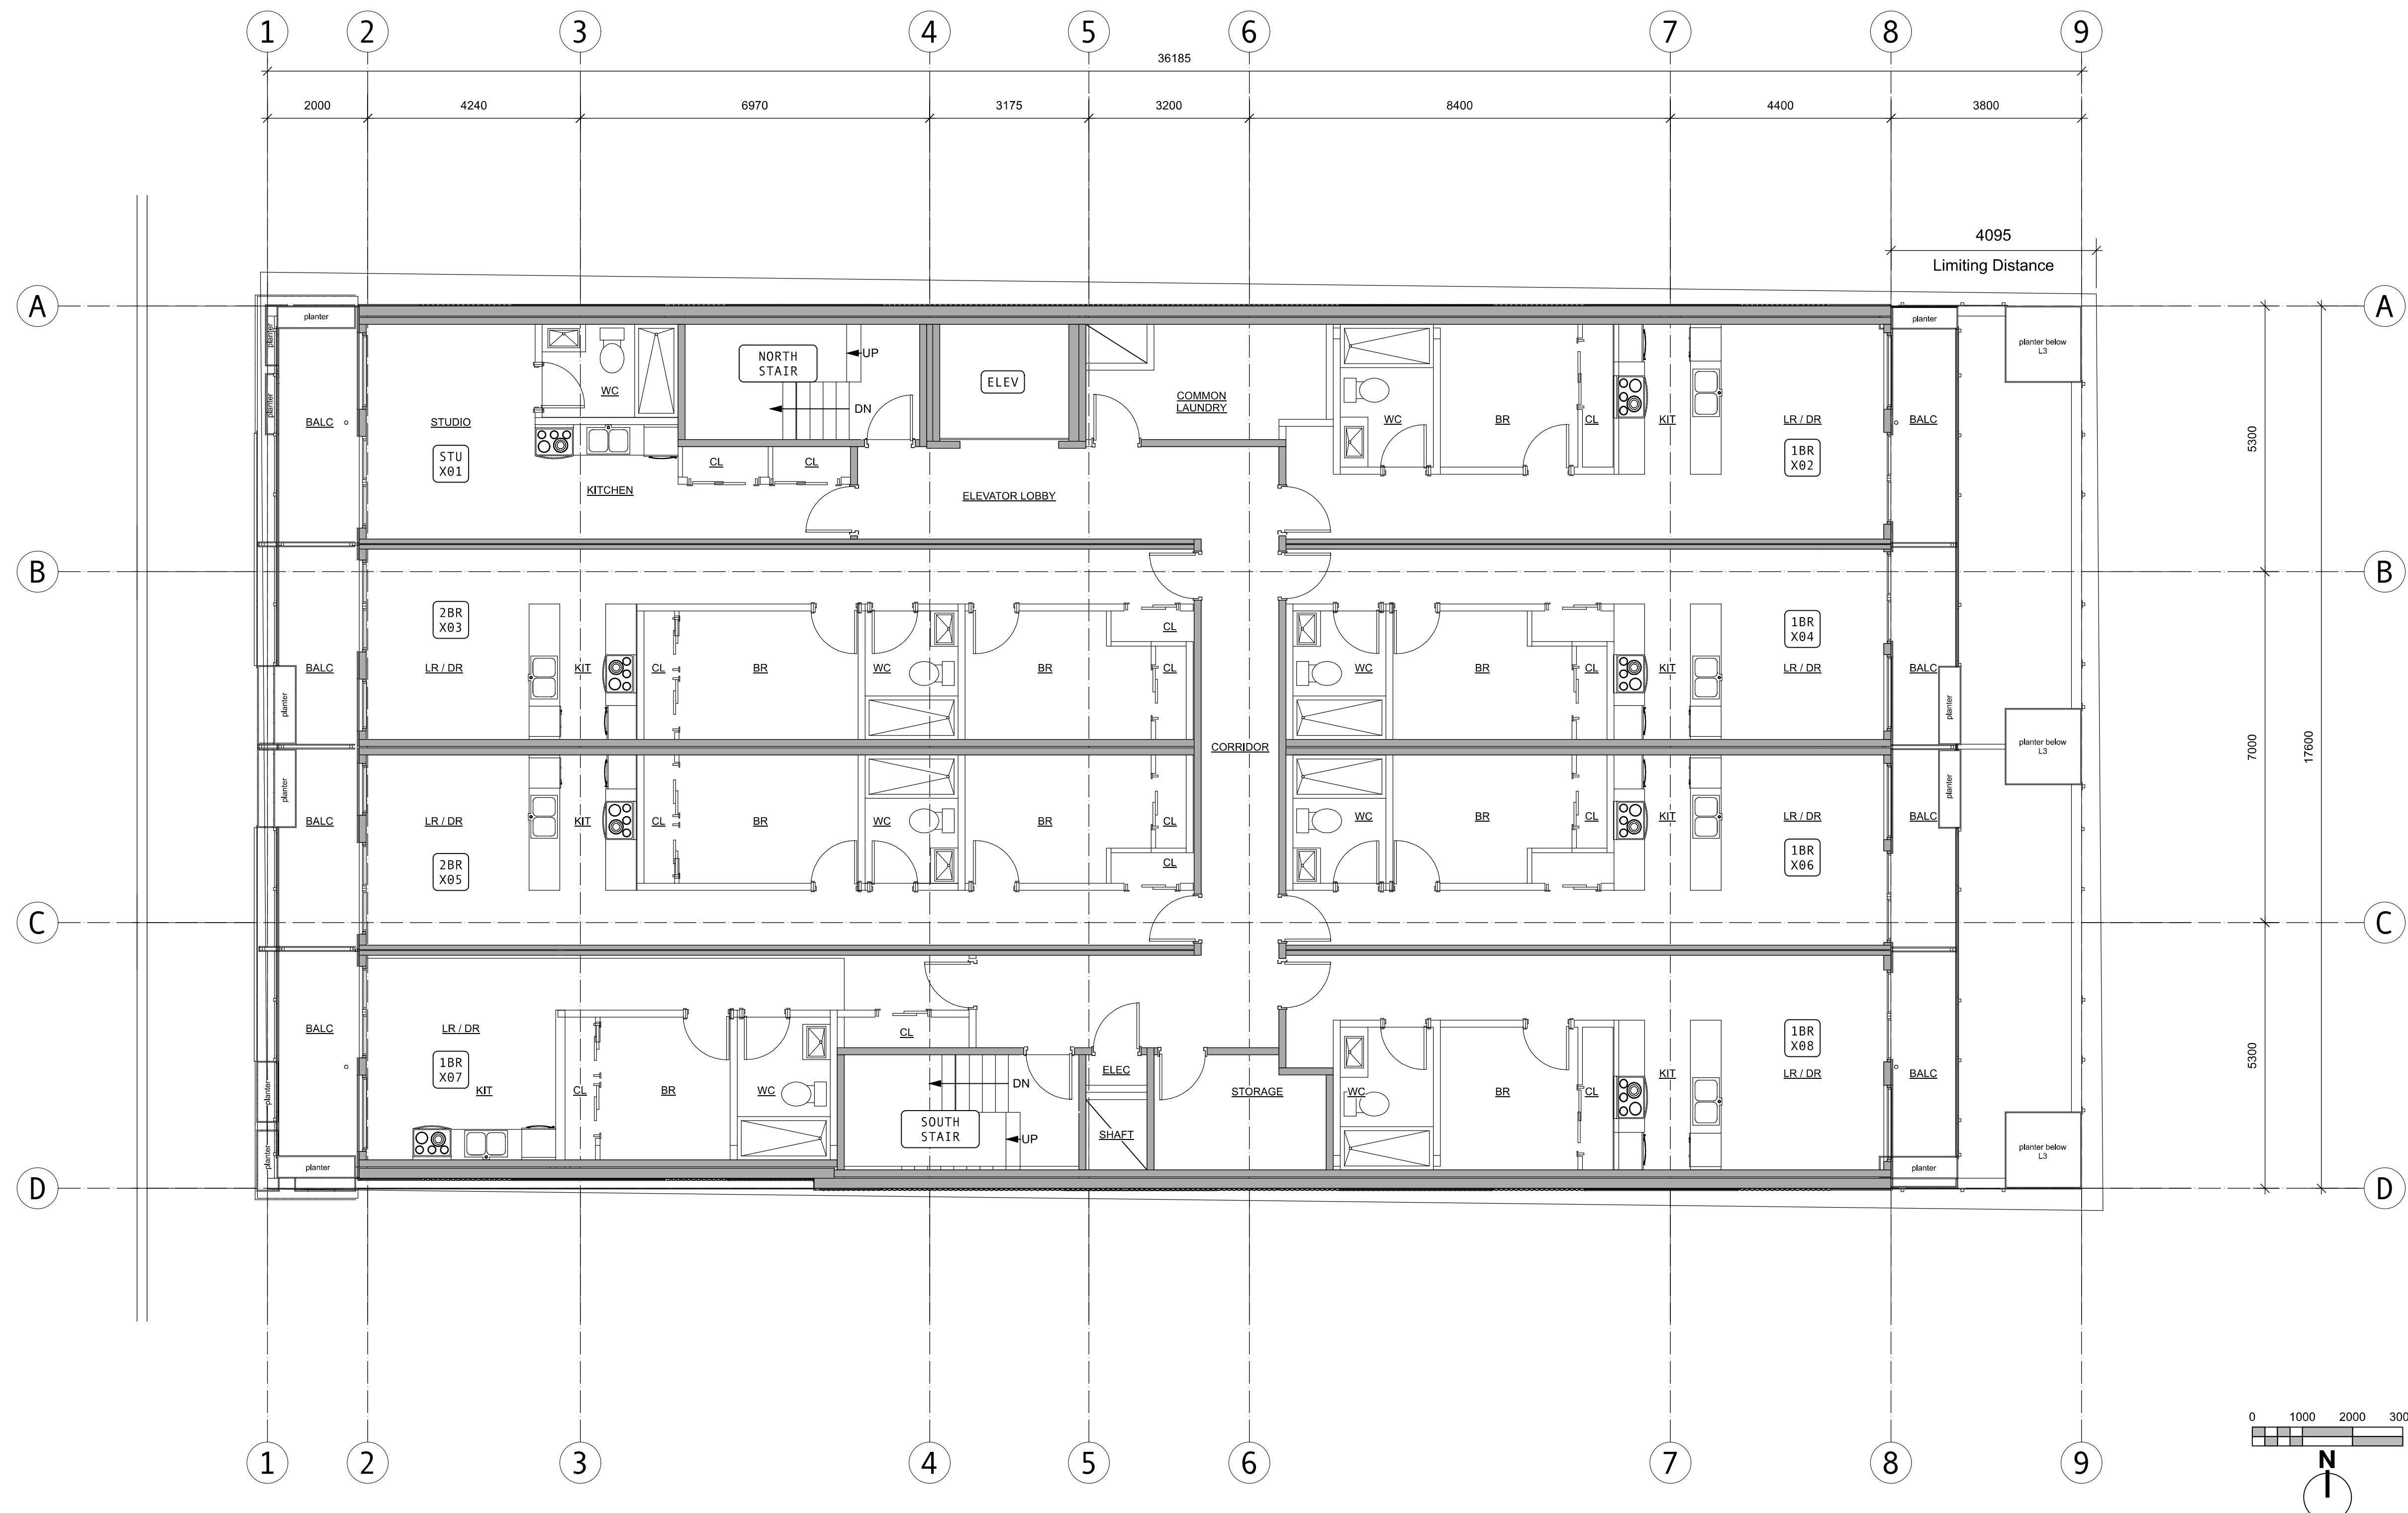 1 2 3 4 5 6 7 8 9
36185
2000 4240 6970 3175 3200 8400 4400 3800
4095
Limiting Distance
A A
planter planter
planter below
L3
planter
planter
NORTH
STAIR
UP
DN
ELEV
COMMON
LAUNDRY
WC
WC BR CL KIT LR / DR
BALC STUDIO BALC
STU
X01
1BR
X02
CL CL
KITCHEN
ELEVATOR LOBBY
5300
B B
2BR
X03
1BR
X04
CL
BALC LR / DR KIT CL BR WC BR CL WC BR CL KIT LR / DR BALC
planter planter
CORRIDOR
planter below
L3
7000
17600
planter planter
BALC LR / DR KIT CL BR WC BR CL WC BR CL KIT LR / DR BALC
2BR
X05
CL
1BR
X06
C C
BALC LR / DR
CL
1BR
X08
1BR
X07
KIT CL BR WC
DN
ELEC
STORAGE
WC BR CL KIT LR / DR BALC
5300
planter
SOUTH
STAIR
UP
SHAFT
planter
planter planter
planter below
L3
D D
0 1000 2000 300
N
1 2 3 4 5 6 7 8 9